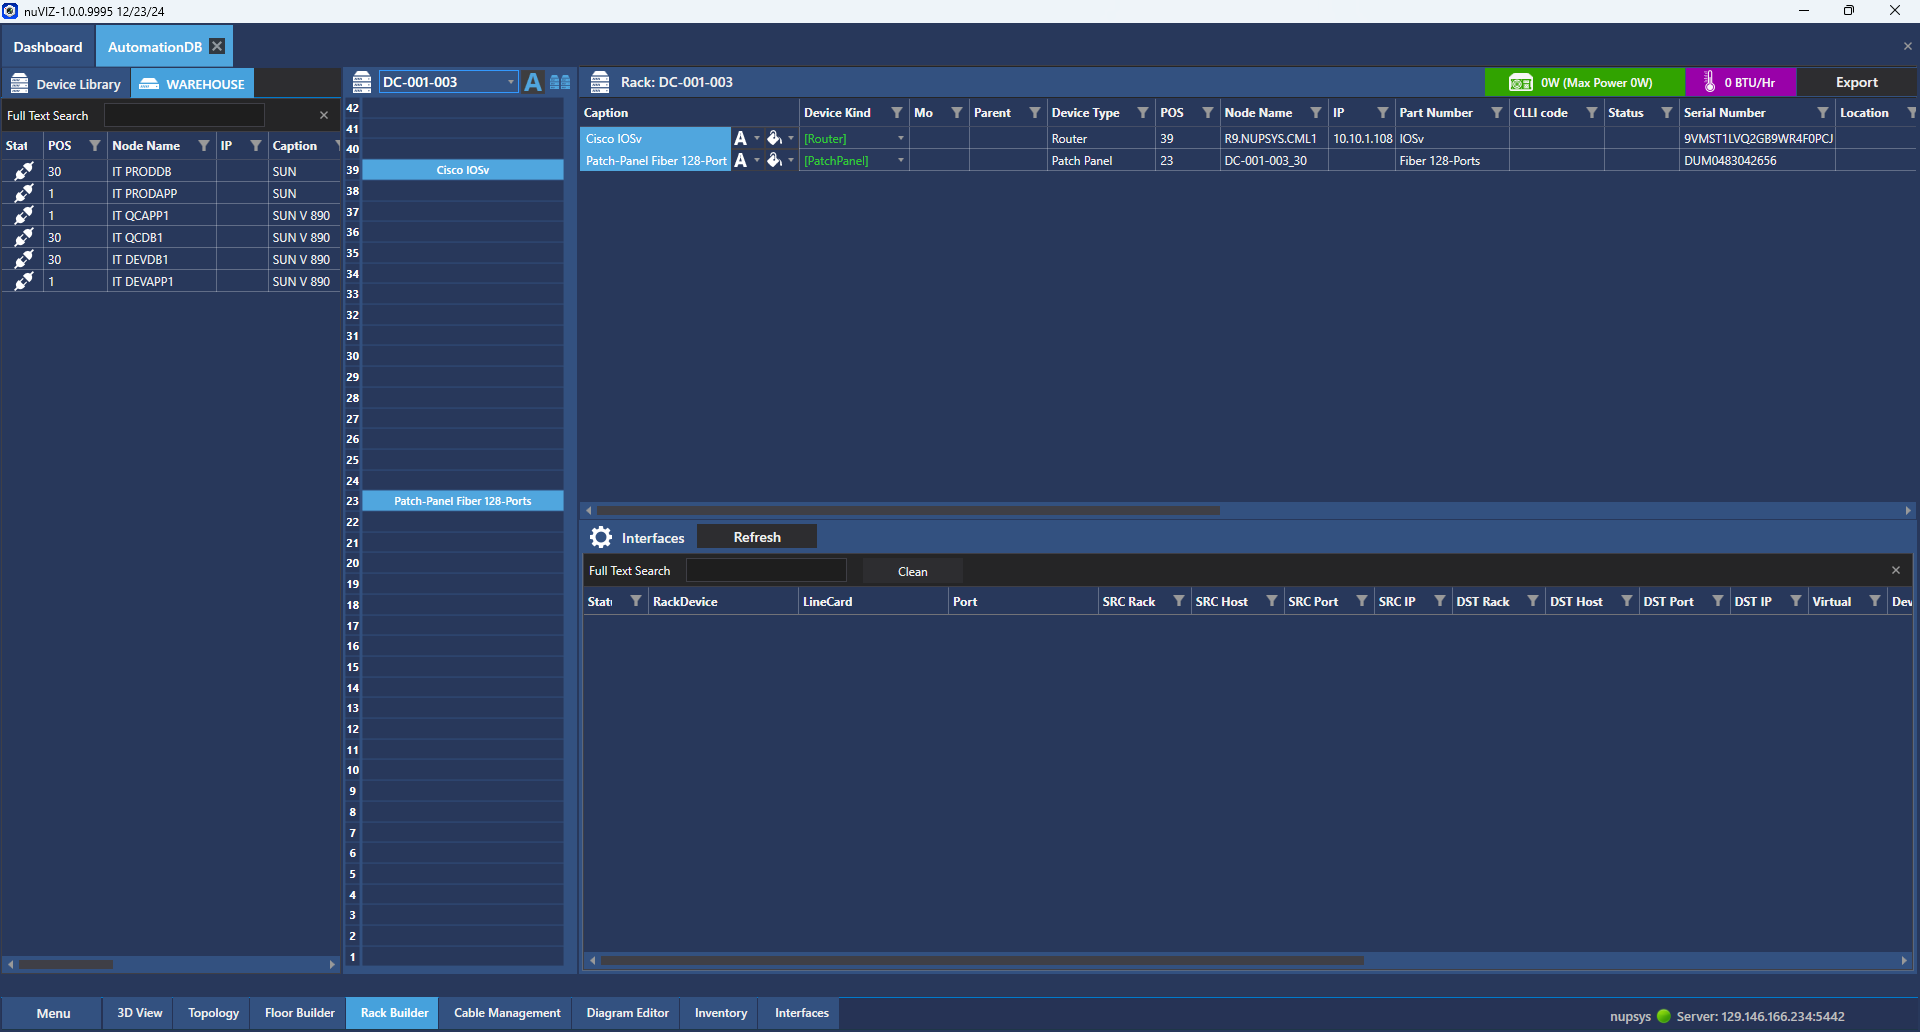 nuVIZ-1.0.0.9995 12/23/24
Dashboard AutomationDB
Device Library WAREHOUSE
Full Text Search
Stat POS Node Name IP Caption
30 IT PRODDB SUN
1 IT PRODAPP SUN
1 IT QCAPP1 SUN V 890
30 IT QCDB1 SUN V 890
30 IT DEVDB1 SUN V 890
1 IT DEVAPP1 SUN V 890
DC-001-003 A
42
41
40
39 Cisco IOSv
38
37
36
35
34
33
32
31
30
29
28
27
26
25
24
23 Patch-Panel Fiber 128-Ports
22
21
20
19
18
17
16
15
14
13
12
11
10
9
8
7
6
5
4
3
2
1
Rack: DC-001-003 0W (Max Power 0W) 0 BTU/Hr Export
Caption Device Kind Mo Parent Device Type POS Node Name IP Part Number CLLI code Status Serial Number Location
Cisco IOSv A [Router] Router 39 R9.NUPSYS.CML1 10.10.1.108 IOSv 9VMST1LVQ2GB9WR4F0PCJ
Patch-Panel Fiber 128-Port A [PatchPanel] Patch Panel 23 DC-001-003_30 Fiber 128-Ports DUM0483042656
Interfaces Refresh
Full Text Search Clean
Stat RackDevice LineCard Port SRC Rack SRC Host SRC Port SRC IP DST Rack DST Host DST Port DST IP Virtual Dev
Menu 3D View Topology Floor Builder Rack Builder Cable Management Diagram Editor Inventory Interfaces
nupsys Server: 129.146.166.234:5442